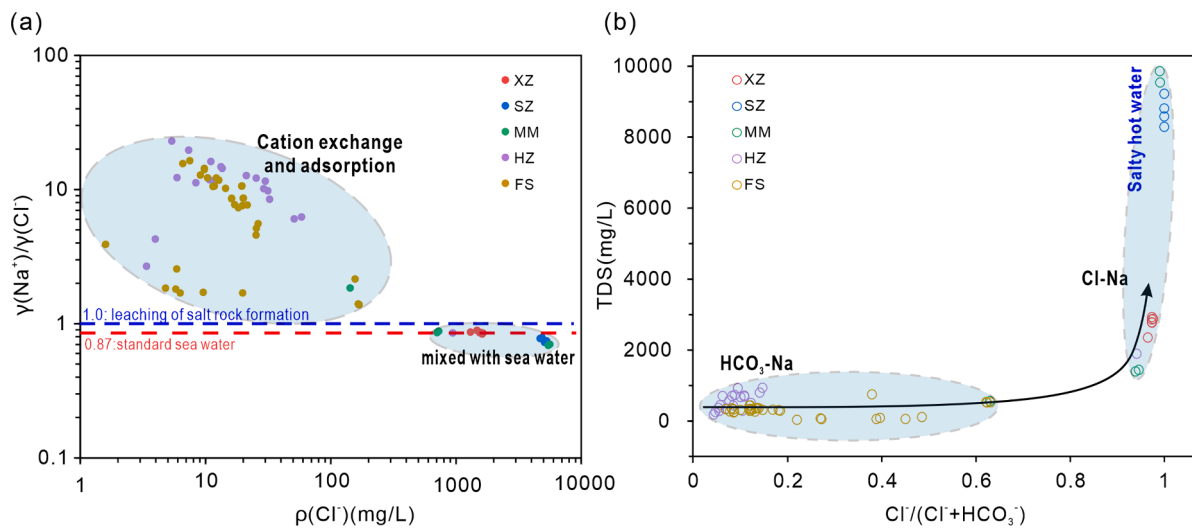 (a)
100
10
1
0.1
1
10
100
1000
10000
γ(Na⁺)/γ(Cl⁻)
ρ(Cl⁻)(mg/L)
XZ
SZ
MM
HZ
FS
Cation exchange
and adsorption
1.0: leaching of salt rock formation
0.87:standard sea water
mixed with sea water
(b)
10000
8000
6000
4000
2000
0
0
0.2
0.4
0.6
0.8
1
TDS(mg/L)
Cl⁻/(Cl⁻+HCO₃⁻)
XZ
SZ
MM
HZ
FS
Salty hot water
Cl-Na
HCO₃-Na